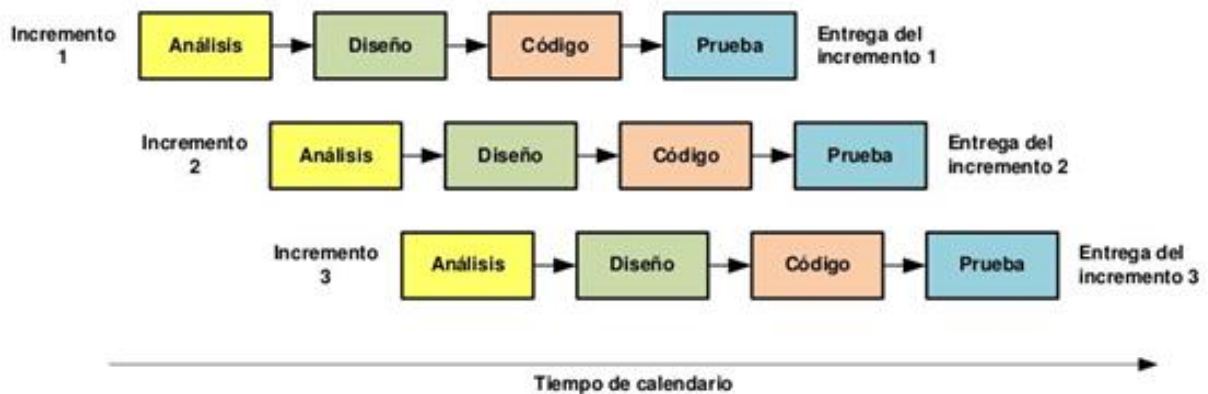 Incremento
1
Análisis
Diseño
Código
Prueba
Entrega del
incremento 1
Incremento
2
Análisis
Diseño
Código
Prueba
Entrega del
incremento 2
Incremento
3
Análisis
Diseño
Código
Prueba
Entrega del
incremento 3
Tiempo de calendario